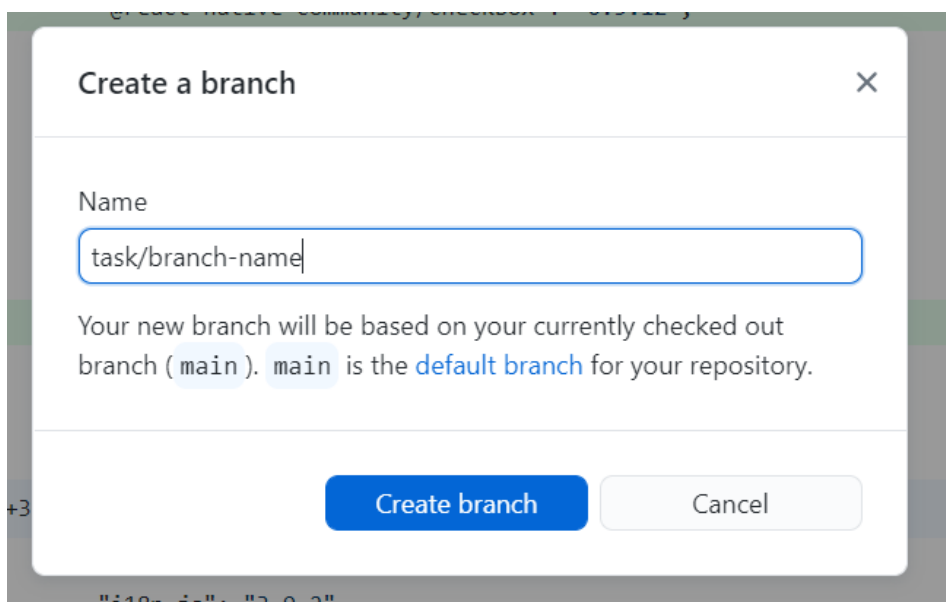 Create a branch
Name
task/branch-name
Your new branch will be based on your currently checked out
branch (main). main is the default branch for your repository.
+3
Create branch
Cancel